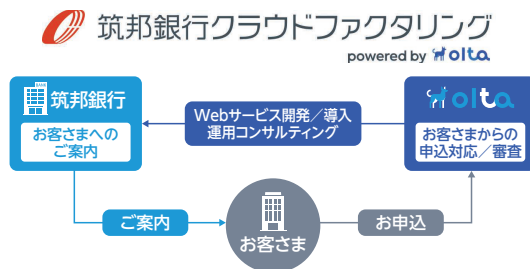 筑邦銀行クラウドファクタリング
powered by olta
筑邦銀行
お客さまへの
ご案内
Webサービス開発／導入
運用コンサルティング
olta
お客さまからの
申込対応／審査
ご案内
お客さま
お申込